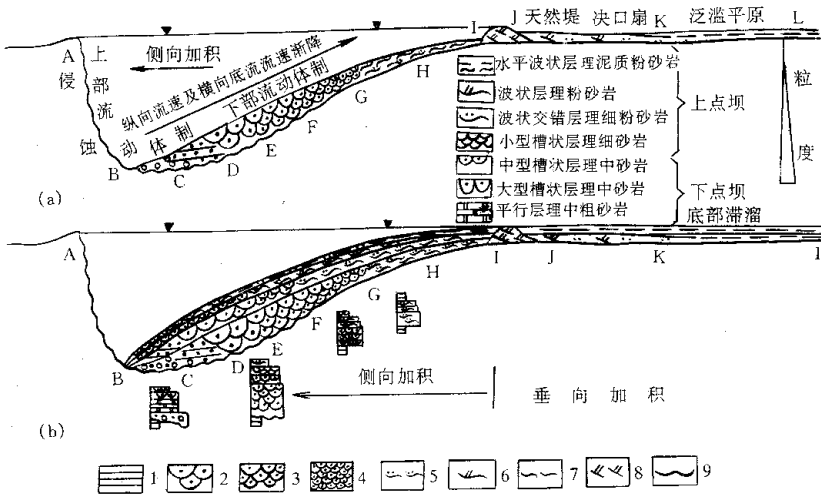 I J 天然堤 决口扇 K 泛滥平原 L
A 上部流动体制 侧向加积
侵蚀
纵向流速及横向底流流速渐降
下部流动体制
B C D E F G H
(a)
水平波状层理泥质粉砂岩
波状层理粉砂岩
波状交错层理细粉砂岩
小型槽状层理细砂岩
中型槽状层理中砂岩
大型槽状层理中砂岩
平行层理中粗砂岩
上点坝
下点坝
底部滞溜
粒度
A B C D E F G H I J K L
侧向加积 垂向加积
(b)
1 2 3 4 5 6 7 8 9